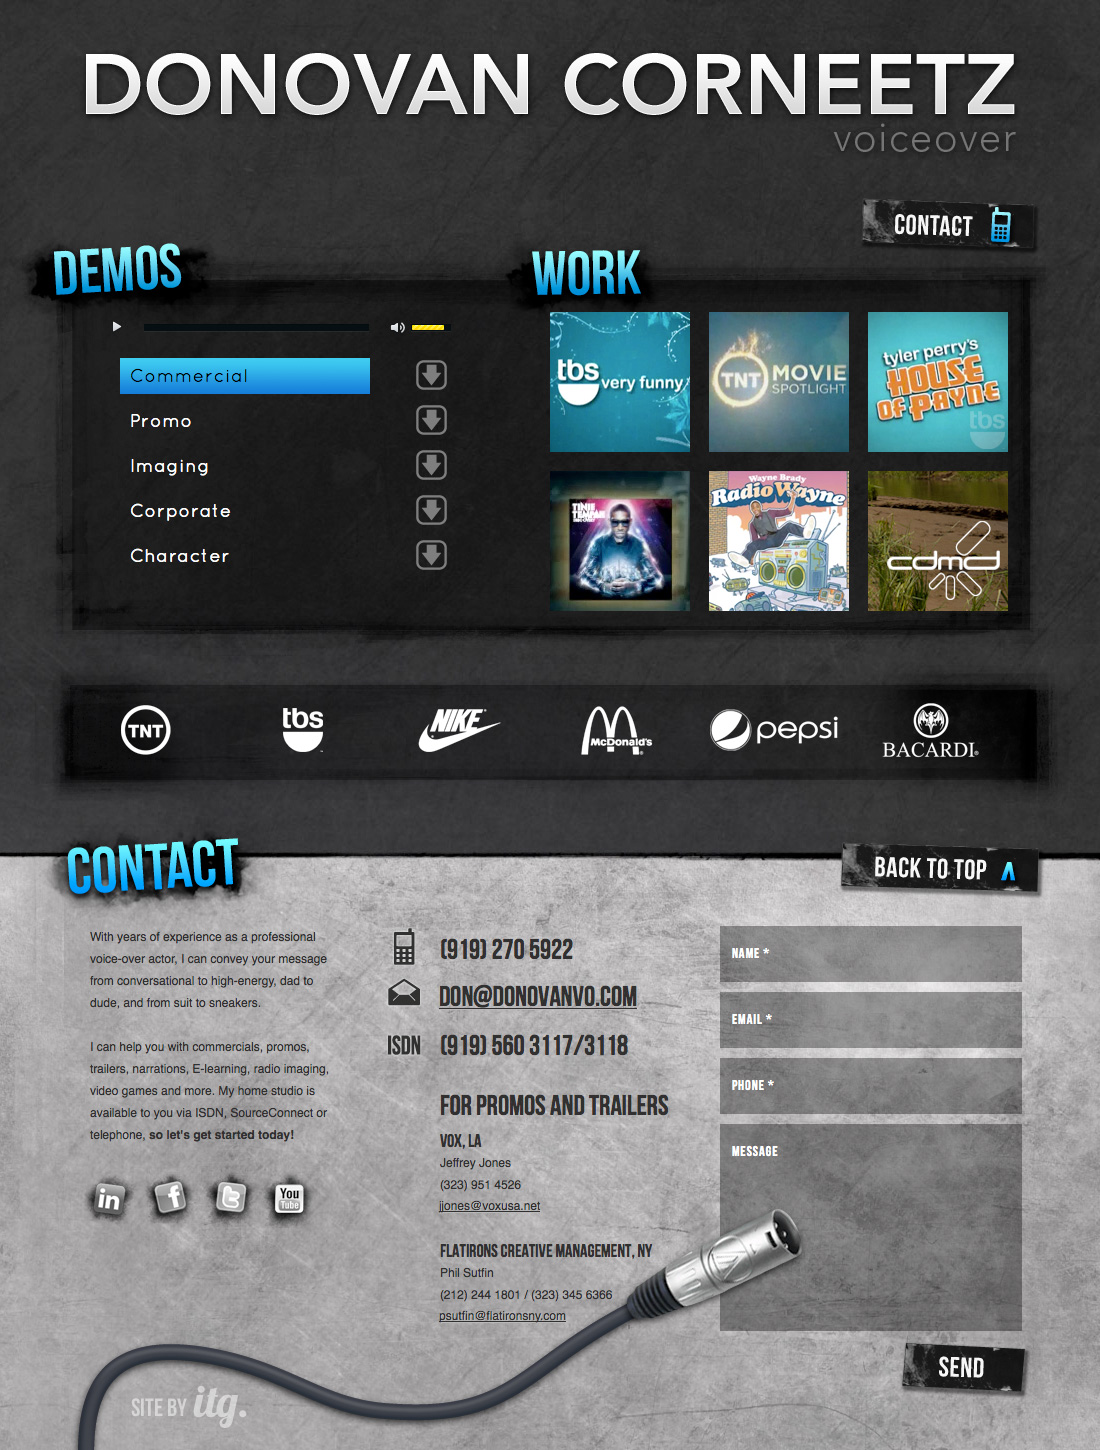 DONOVAN CORNEETZ
voiceover
CONTACT
DEMOS
WORK
Commercial
Promo
Imaging
Corporate
Character
tbs very funny
TNT MOVIE
SPOTLIGHT
tyler perry's
HOUSE
OF PAYNE
tbs
TINIE
TEMPAH
Wayne Brady
Radio Wayne
cdmd
TNT
tbs
NIKE
McDonald's
pepsi
BACARDI
CONTACT
BACK TO TOP
With years of experience as a professional
voice-over actor, I can convey your message
from conversational to high-energy, dad to
dude, and from suit to sneakers.
I can help you with commercials, promos,
trailers, narrations, E-learning, radio imaging,
video games and more. My home studio is
available to you via ISDN, SourceConnect or
telephone, so let's get started today!
in
f
t
You
Tube
(919) 270 5922
DON@DONOVANVO.COM
ISDN (919) 560 3117/3118
FOR PROMOS AND TRAILERS
VOX, LA
Jeffrey Jones
(323) 951 4526
jjones@voxusa.net
FLATIRONS CREATIVE MANAGEMENT, NY
Phil Sutfin
(212) 244 1801 / (323) 345 6366
psutfin@flatironsny.com
NAME *
EMAIL *
PHONE *
MESSAGE
SEND
SITE BY itg.